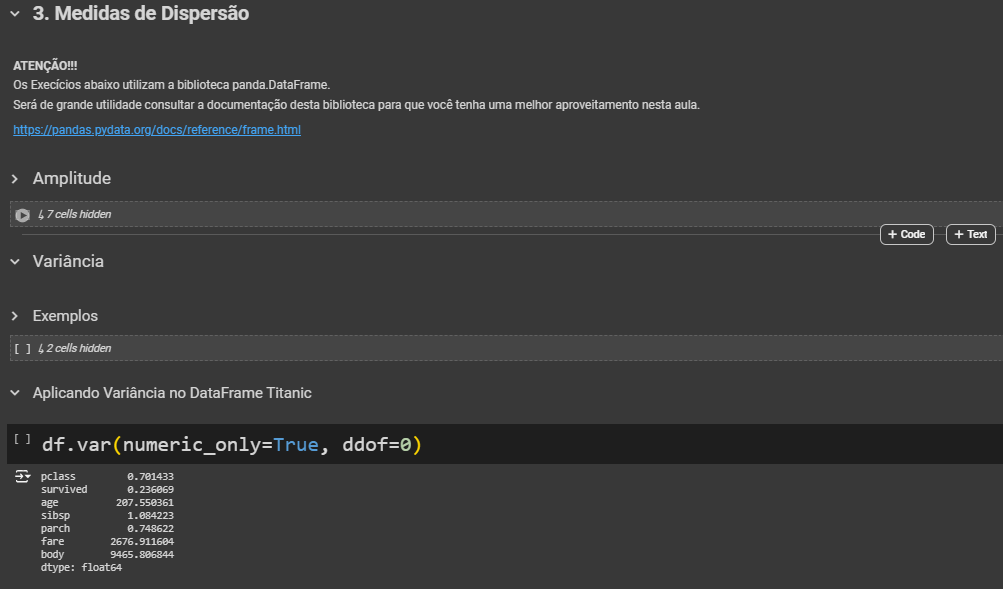 3. Medidas de Dispersão
ATENÇÃO!!!
Os Execícios abaixo utilizam a biblioteca panda.DataFrame.
Será de grande utilidade consultar a documentação desta biblioteca para que você tenha uma melhor aproveitamento nesta aula.
https://pandas.pydata.org/docs/reference/frame.html
Amplitude
↳ 7 cells hidden
+ Code + Text
Variância
Exemplos
[ ] ↳ 2 cells hidden
Aplicando Variância no DataFrame Titanic
[ ] df.var(numeric_only=True, ddof=0)
pclass 0.701433
survived 0.236069
age 207.550361
sibsp 1.084223
parch 0.748622
fare 2676.911604
body 9465.806844
dtype: float64